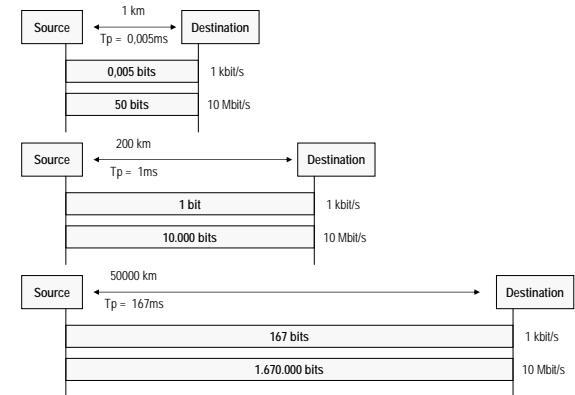 1 km
Source
Destination
Tp = 0,005ms
0,005 bits
1 kbit/s
50 bits
10 Mbit/s
200 km
Source
Destination
Tp = 1ms
1 bit
1 kbit/s
10.000 bits
10 Mbit/s
50000 km
Source
Destination
Tp = 167ms
167 bits
1 kbit/s
1.670.000 bits
10 Mbit/s